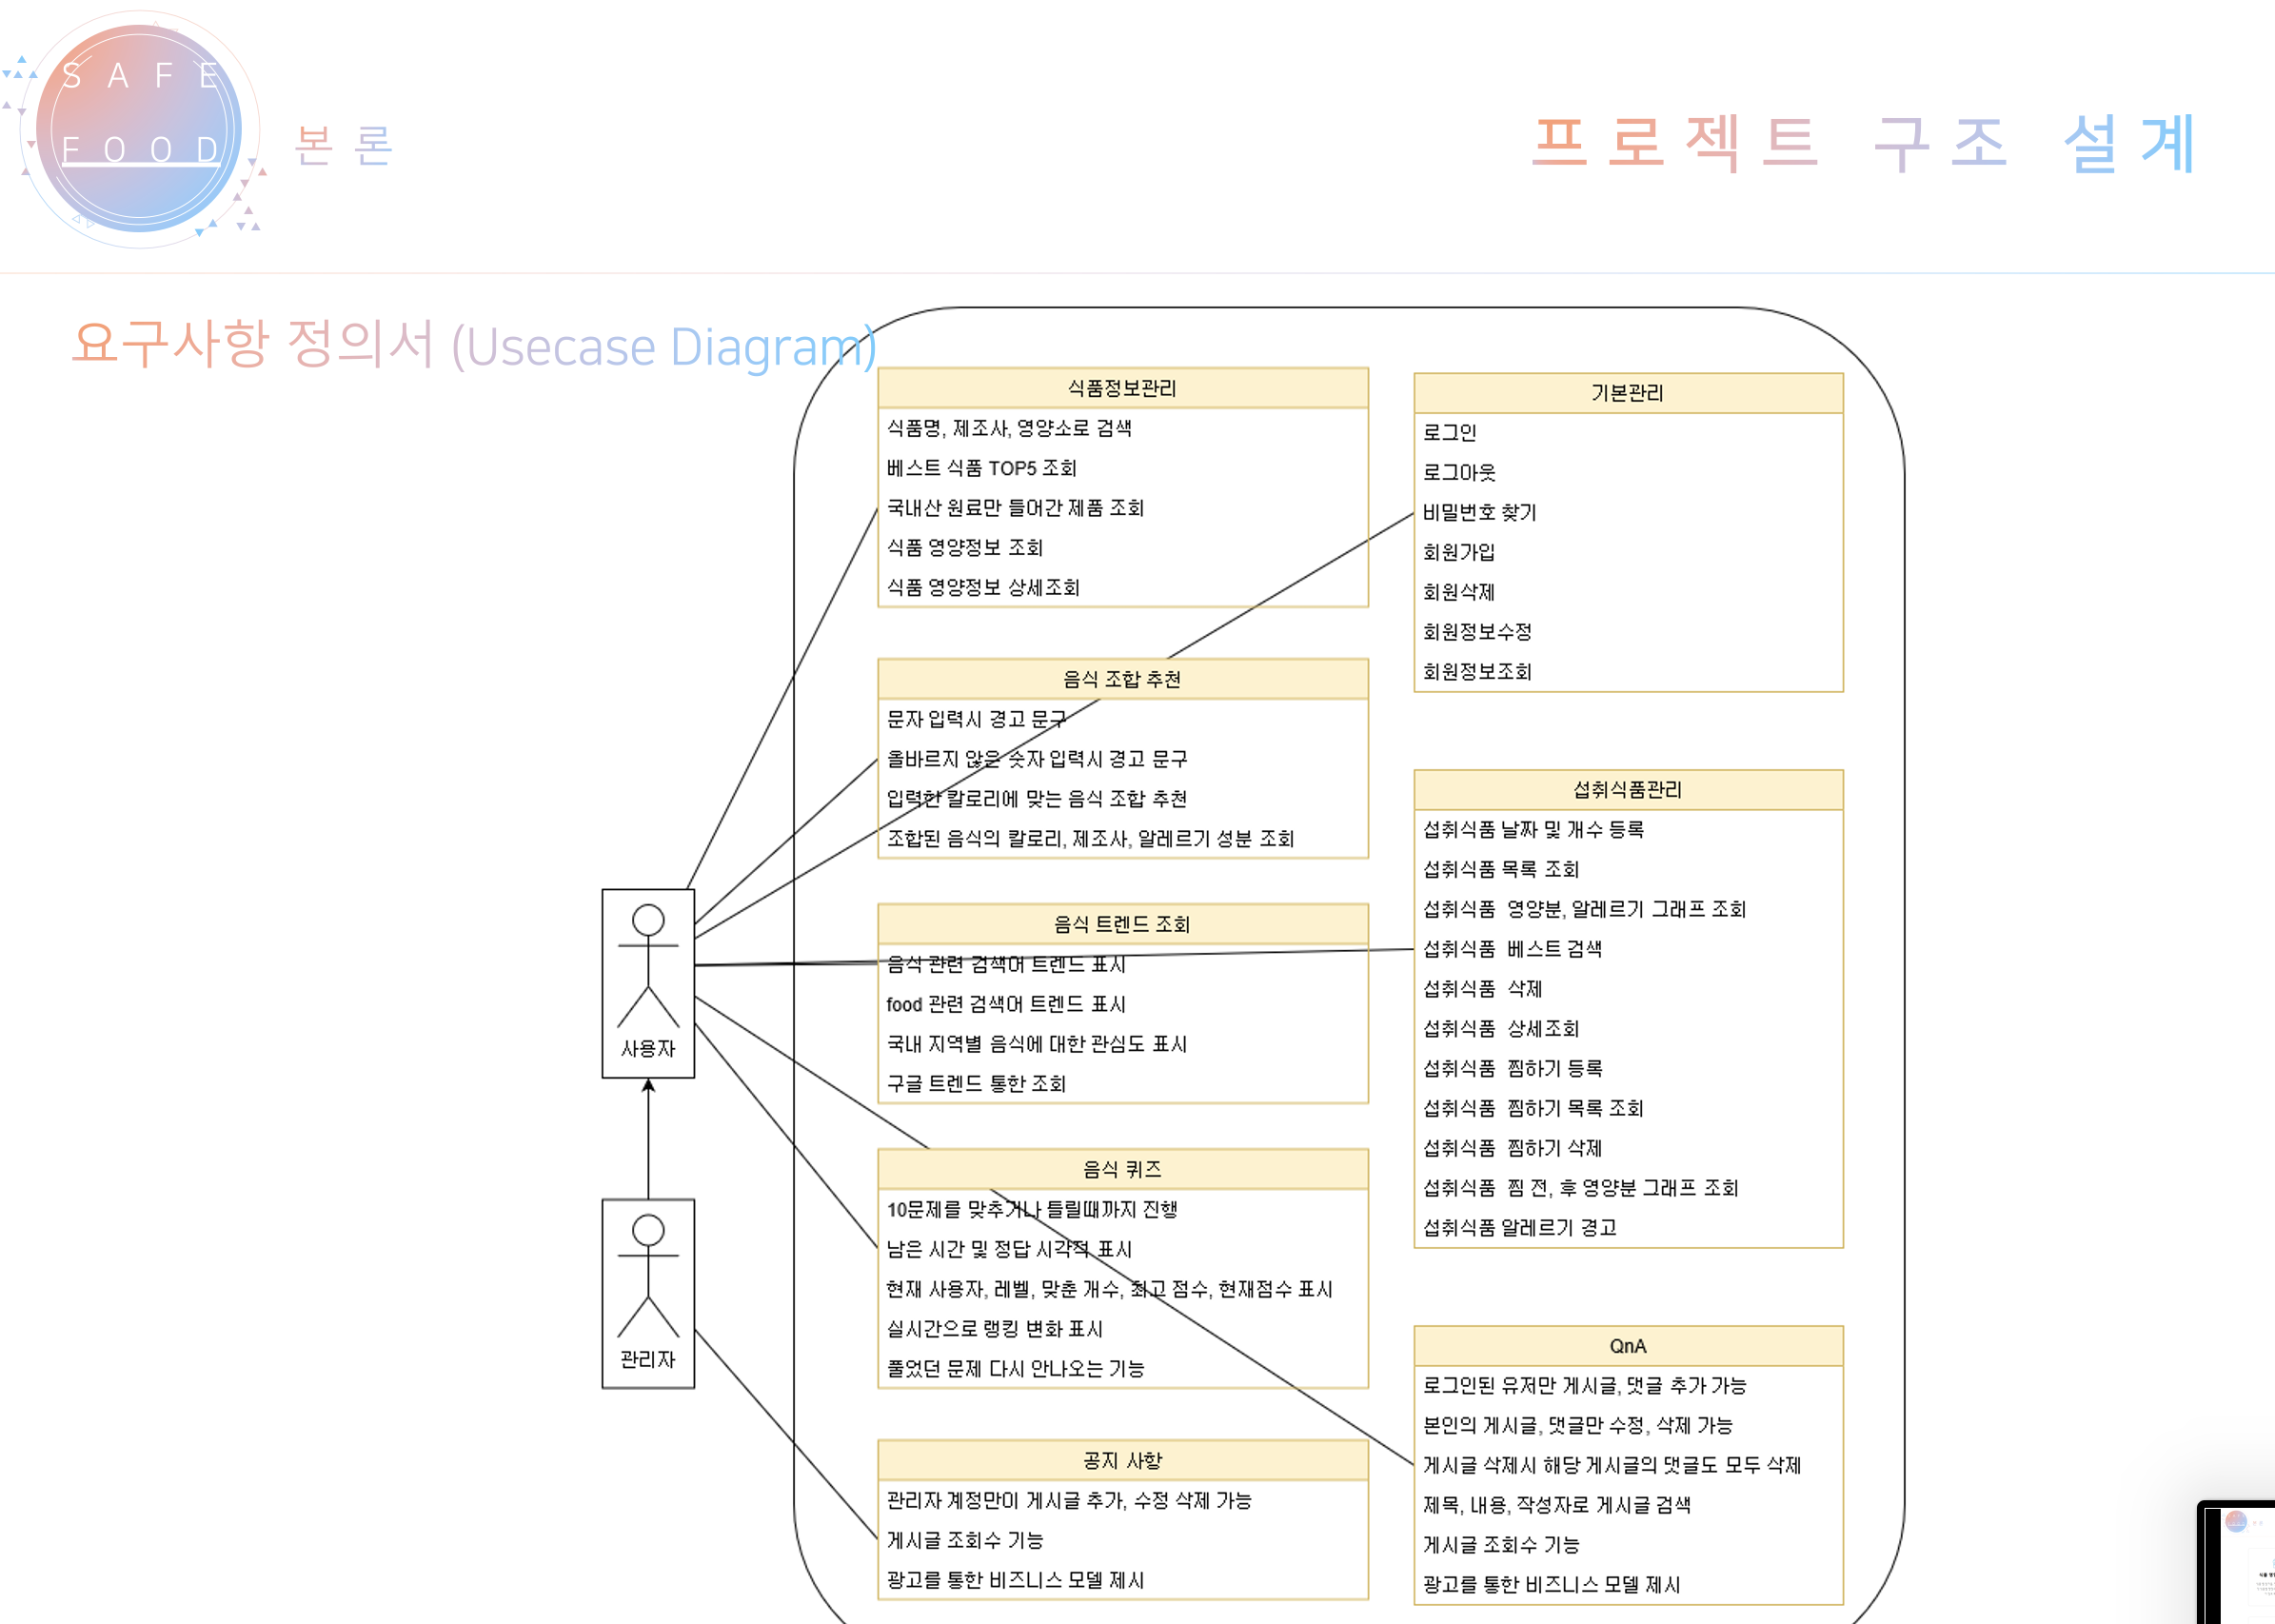 SAFE
FOOD
본론
프로젝트 구조 설계
요구사항 정의서 (Usecase Diagram)
식품정보관리
식품명, 제조사, 영양소로 검색
베스트 식품 TOP5 조회
국내산 원료만 들어간 제품 조회
식품 영양정보 조회
식품 영양정보 상세조회
음식 조합 추천
문자 입력시 경고 문구
올바르지 않은 숫자 입력시 경고 문구
입력한 칼로리에 맞는 음식 조합 추천
조합된 음식의 칼로리, 제조사, 알레르기 성분 조회
음식 트렌드 조회
음식 관련 검색어 트렌드 표시
food 관련 검색어 트렌드 표시
국내 지역별 음식에 대한 관심도 표시
구글 트렌드 통한 조회
음식 퀴즈
10문제를 맞추거나 틀릴때까지 진행
남은 시간 및 정답 시각적 표시
현재 사용자, 레벨, 맞춘 개수, 최고 점수, 현재점수 표시
실시간으로 랭킹 변화 표시
풀었던 문제 다시 안나오는 기능
공지 사항
관리자 계정만이 게시글 추가, 수정 삭제 가능
게시글 조회수 기능
광고를 통한 비즈니스 모델 제시
기본관리
로그인
로그아웃
비밀번호 찾기
회원가입
회원삭제
회원정보수정
회원정보조회
섭취식품관리
섭취식품 날짜 및 개수 등록
섭취식품 목록 조회
섭취식품 영양분, 알레르기 그래프 조회
섭취식품 베스트 검색
섭취식품 삭제
섭취식품 상세조회
섭취식품 찜하기 등록
섭취식품 찜하기 목록 조회
섭취식품 찜하기 삭제
섭취식품 찜 전, 후 영양분 그래프 조회
섭취식품 알레르기 경고
QnA
로그인된 유저만 게시글, 댓글 추가 가능
본인의 게시글, 댓글만 수정, 삭제 가능
게시글 삭제시 해당 게시글의 댓글도 모두 삭제
제목, 내용, 작성자로 게시글 검색
게시글 조회수 기능
광고를 통한 비즈니스 모델 제시
사용자
관리자